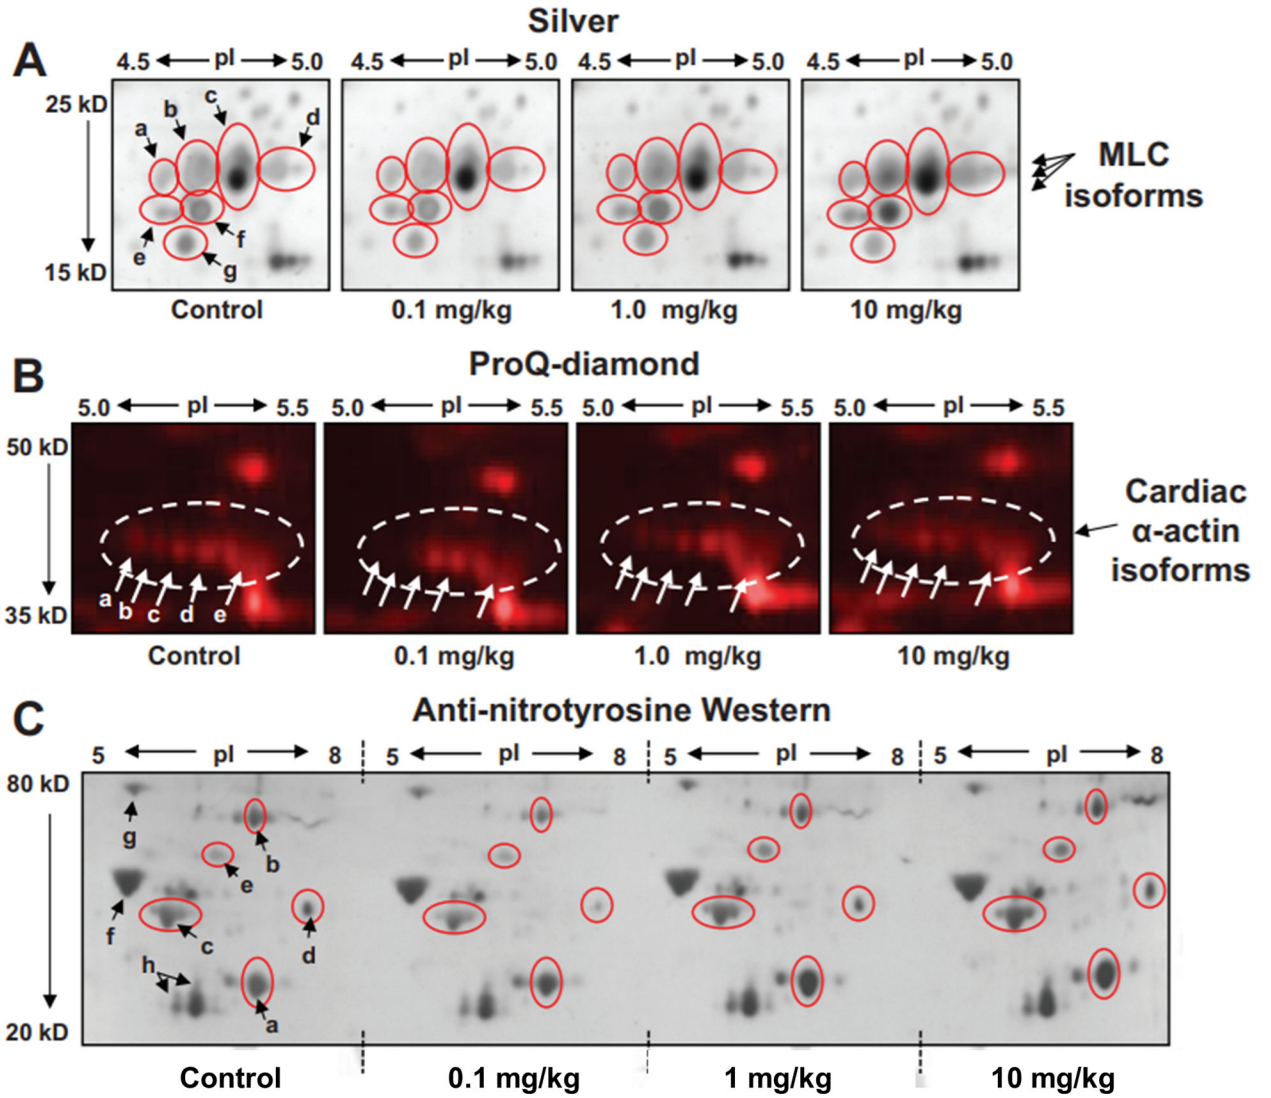 Silver
A
4.5 pI 5.0 4.5 pI 5.0 4.5 pI 5.0 4.5 pI 5.0
25 kD
15 kD
a b c d
e f g
MLC
isoforms
Control 0.1 mg/kg 1.0 mg/kg 10 mg/kg
ProQ-diamond
B
5.0 pI 5.5 5.0 pI 5.5 5.0 pI 5.5 5.0 pI 5.5
50 kD
35 kD
a b c d e
Cardiac
α-actin
isoforms
Control 0.1 mg/kg 1.0 mg/kg 10 mg/kg
Anti-nitrotyrosine Western
C
5 pI 8 5 pI 8 5 pI 8 5 pI 8
80 kD
20 kD
g
b
e
f
c
d
h
a
Control 0.1 mg/kg 1 mg/kg 10 mg/kg